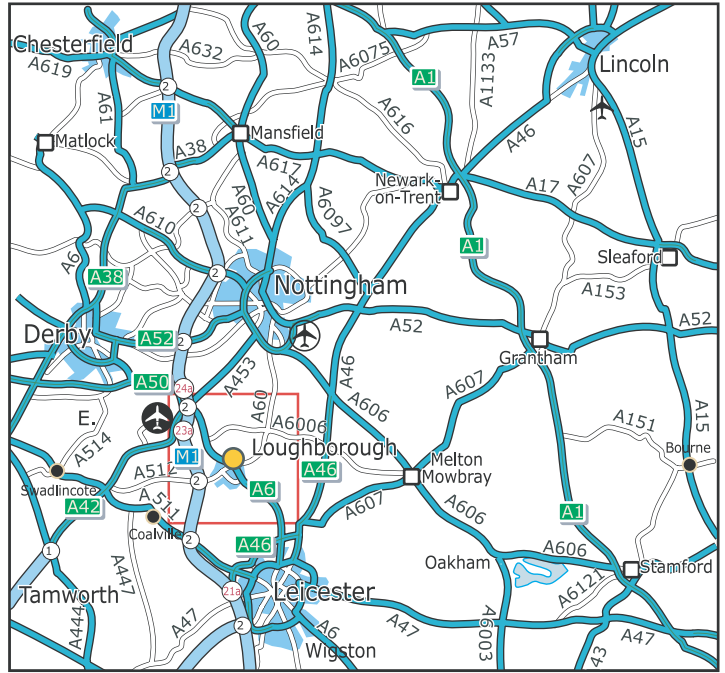 Chesterfield
A619
A632
A60
A614
A6075
A57
A1133
A1
Lincoln
2
M1
A61
A616
A46
A15
A607
Matlock
A38
Mansfield
2
A617
Newark-
on-Trent
A17
A60
A614
A611
A6097
2
A610
A6
A1
Sleaford
A38
2
Nottingham
A153
Derby
A52
2
A52
A52
Grantham
A50
24a
A453
A46
A607
E.
2
A60
A606
A6006
A151
A15
A514
23a
Loughborough
Bourne
M1
A512
A46
Melton
Mowbray
Swadlincote
2
A6
A42
A511
A607
A606
A1
Coalville
1
2
A46
Oakham
A606
Stamford
A447
Tamworth
21a
Leicester
A6121
A444
A47
2
A6
A47
A6003
A47
Wigston
43